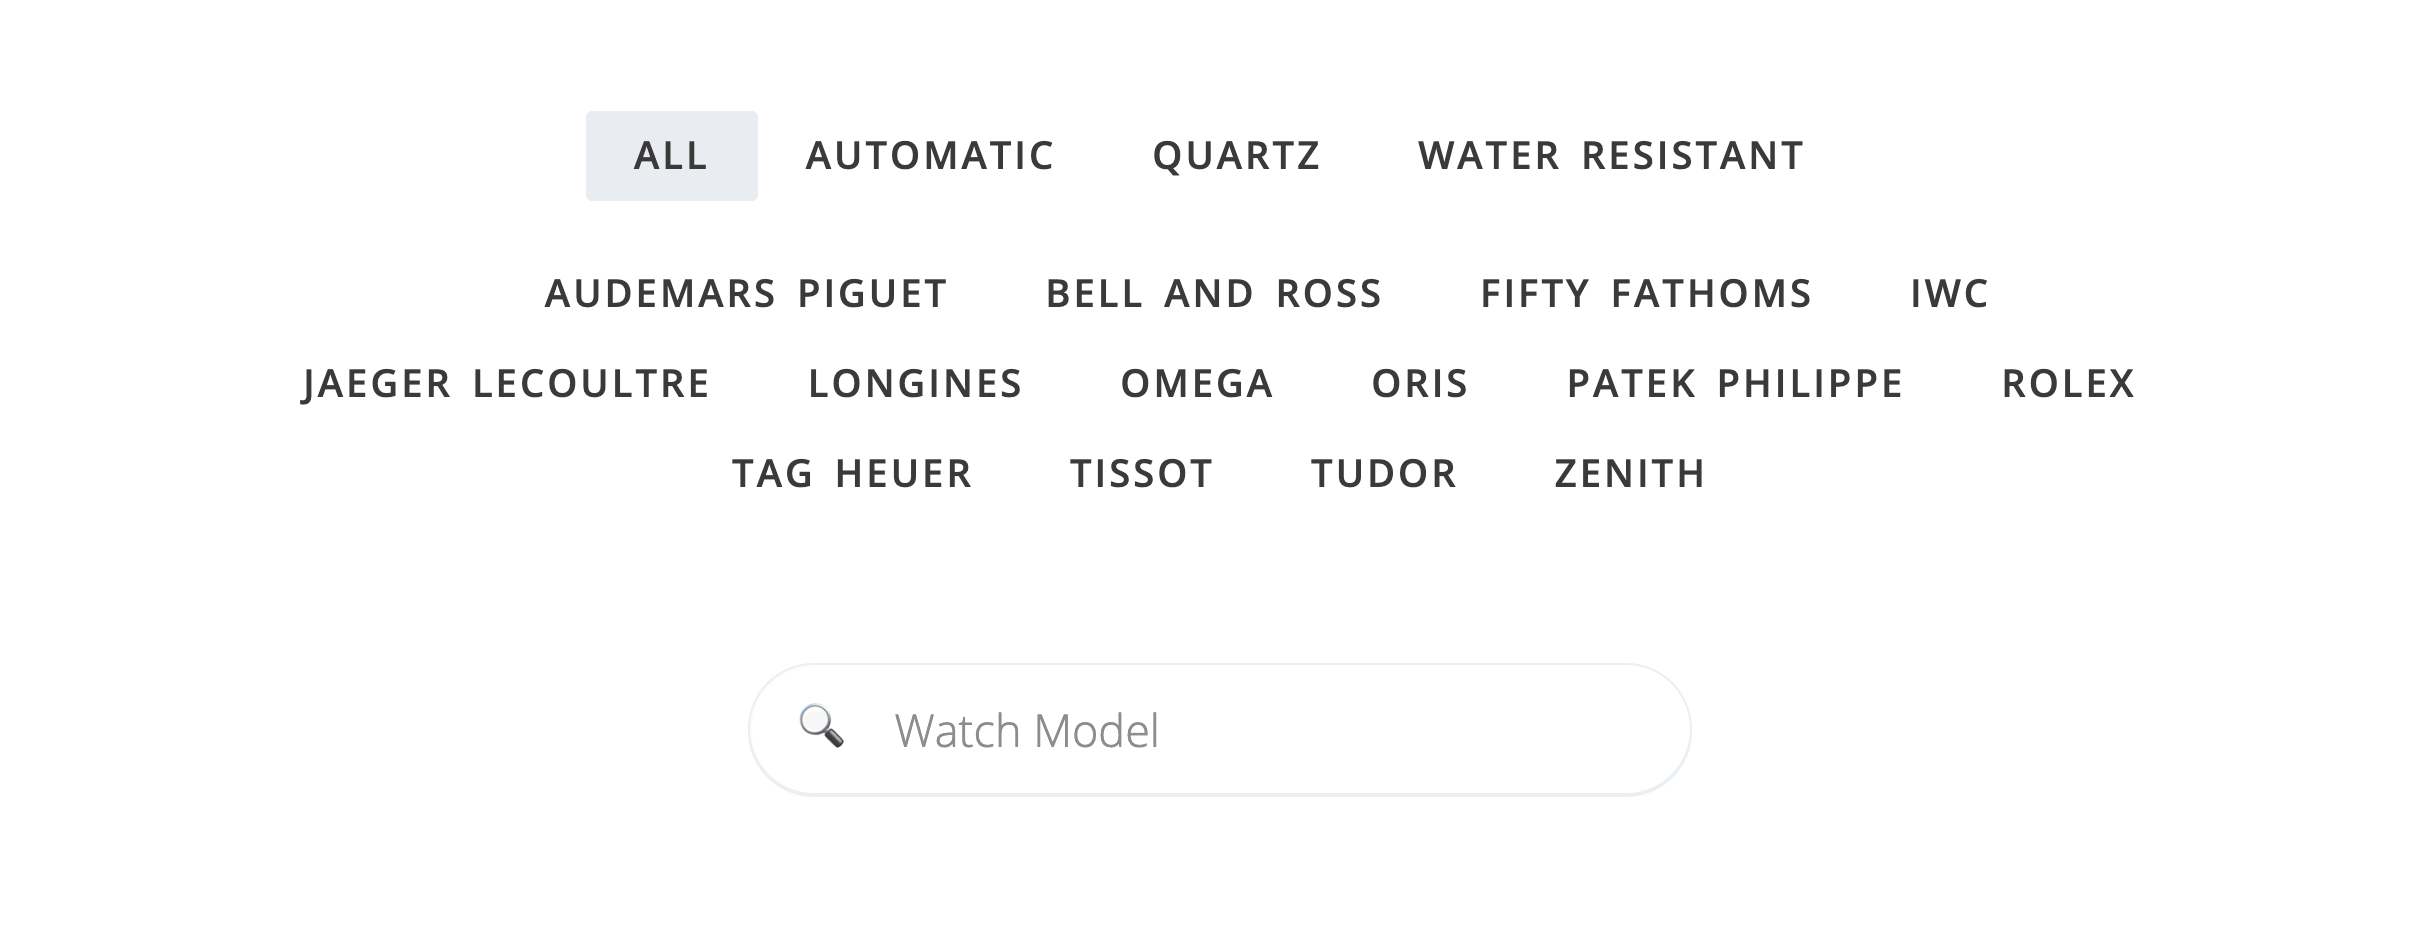 ALL AUTOMATIC QUARTZ WATER RESISTANT
AUDEMARS PIGUET BELL AND ROSS FIFTY FATHOMS IWC
JAEGER LECOULTRE LONGINES OMEGA ORIS PATEK PHILIPPE ROLEX
TAG HEUER TISSOT TUDOR ZENITH
Watch Model